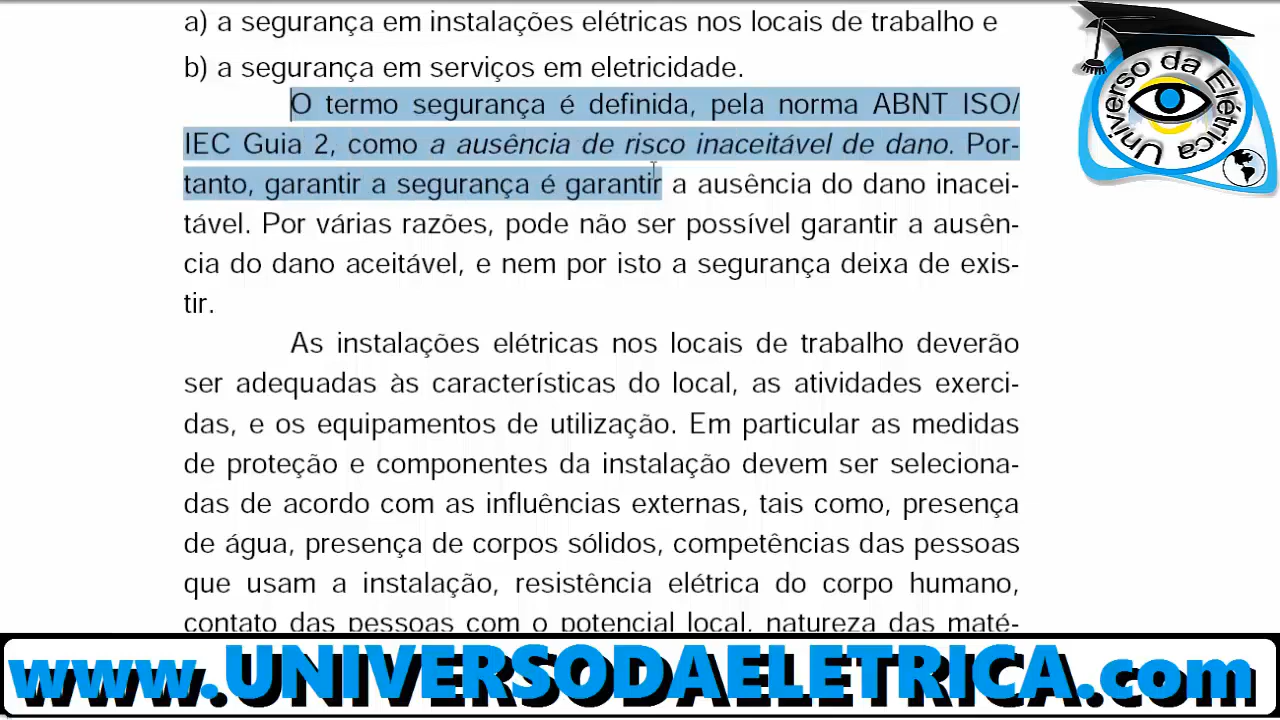 a) a segurança em instalações elétricas nos locais de trabalho e
b) a segurança em serviços em eletricidade.
O termo segurança é definida, pela norma ABNT ISO/
IEC Guia 2, como a ausência de risco inaceitável de dano. Por-
tanto, garantir a segurança é garantir a ausência do dano inacei-
tável. Por várias razões, pode não ser possível garantir a ausên-
cia do dano aceitável, e nem por isto a segurança deixa de exis-
tir.
As instalações elétricas nos locais de trabalho deverão
ser adequadas às características do local, as atividades exerci-
das, e os equipamentos de utilização. Em particular as medidas
de proteção e componentes da instalação devem ser seleciona-
das de acordo com as influências externas, tais como, presença
de água, presença de corpos sólidos, competências das pessoas
que usam a instalação, resistência elétrica do corpo humano,
contato das pessoas com o potencial local, natureza das maté-
Universo da Elétrica
www.UNIVERSODAELETRICA.com